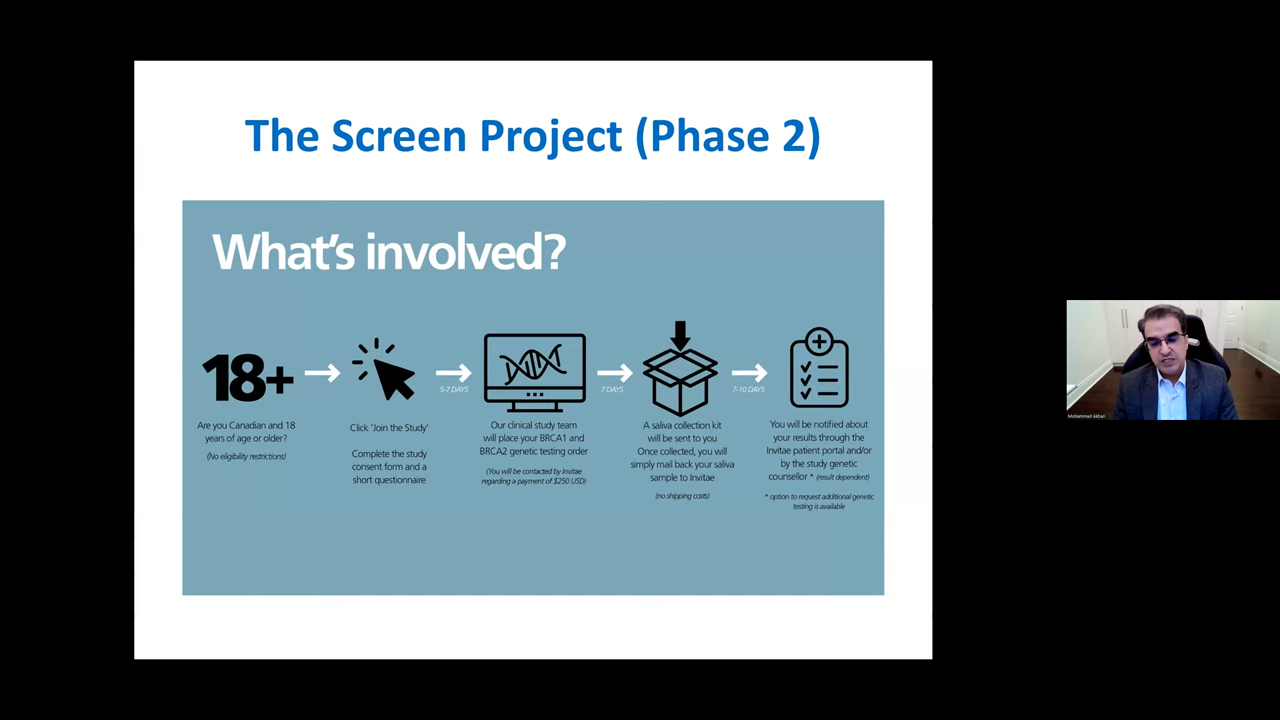 The Screen Project (Phase 2)
What's involved?
18+
Are you Canadian and 18
years of age or older?
(No eligibility restrictions)
Click 'Join the Study'
Complete the study
consent form and a
short questionnaire
5-7 DAYS
Our clinical study team
will place your BRCA1 and
BRCA2 genetic testing order
(You will be contacted by Invitae
regarding a payment of $250 USD)
7 DAYS
A saliva collection kit
will be sent to you
Once collected, you will
simply mail back your saliva
sample to Invitae
(no shipping costs)
7-10 DAYS
You will be notified about
your results through the
Invitae patient portal and/or
by the study genetic
counsellor * (result dependent)
* option to request additional genetic
testing is available
Mohammad Akbari